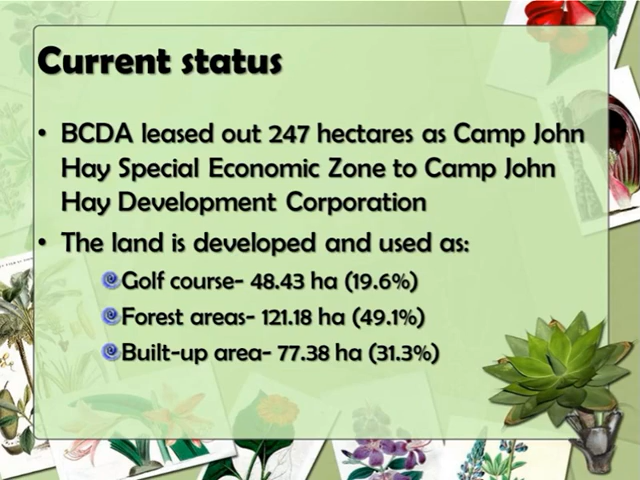 Current status
• BCDA leased out 247 hectares as Camp John
Hay Special Economic Zone to Camp John
Hay Development Corporation
• The land is developed and used as:
Golf course- 48.43 ha (19.6%)
Forest areas- 121.18 ha (49.1%)
Built-up area- 77.38 ha (31.3%)